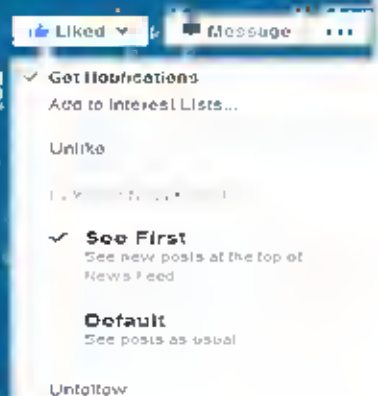 Liked
Message
Get Notifications
Add to Interest Lists...
Unlike
See First
See new posts at the top of
News Feed
Default
See posts as usual
Unfollow